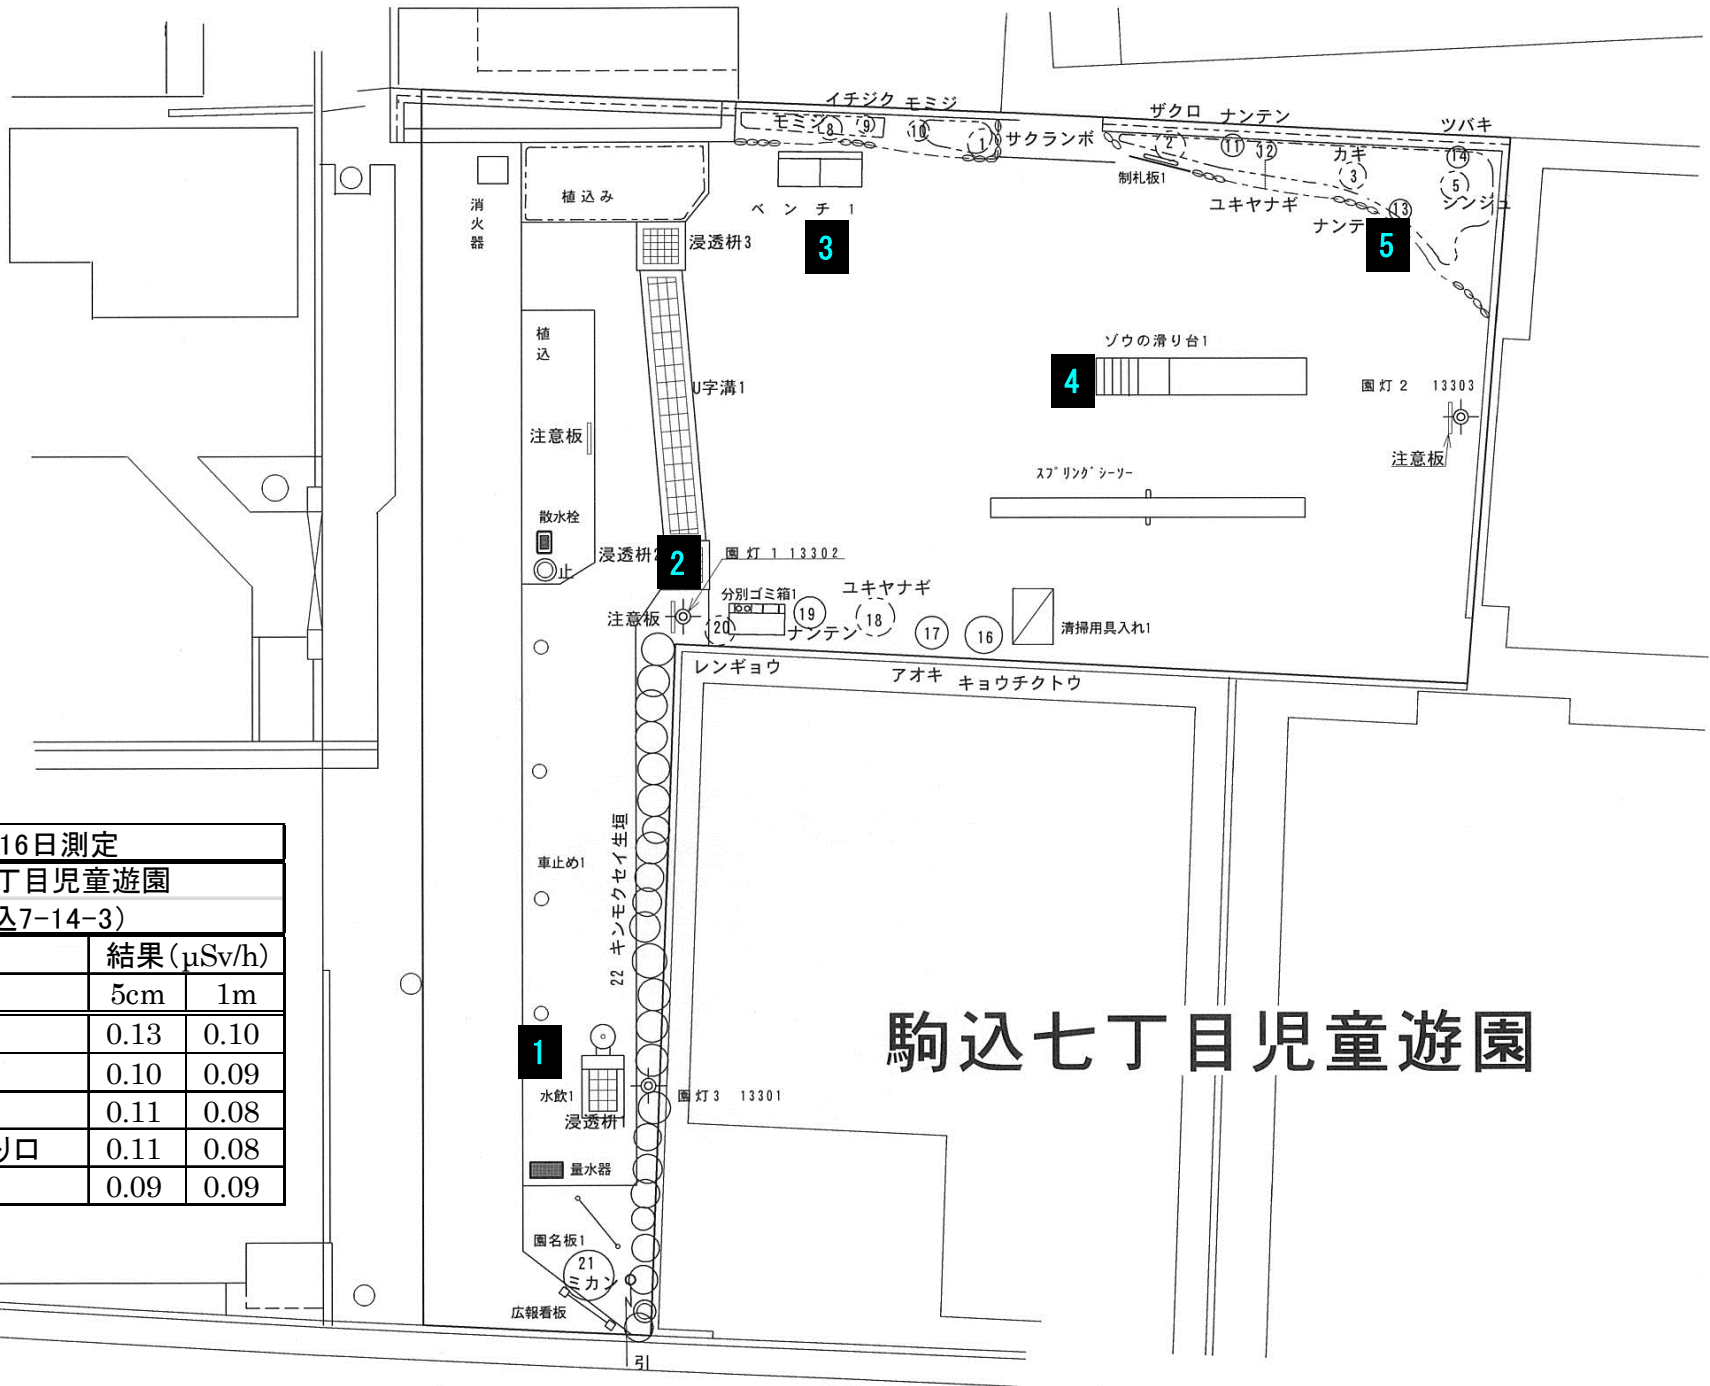 イチジク モミジ
モミジ
8
9
10
1
サクランボ
ザクロ ナンテン
ツバキ
2
11
12
カキ
3
14
5
シンジュ
制札板1
ユキヤナギ
13
ナンテ
5
消火器
植込み
ベンチ1
3
浸透枡3
植込
U字溝1
ゾウの滑り台1
4
園灯2 13303
注意板
注意板
スプリングシーソー
散水栓
止
浸透枡2
2
園灯1 13302
注意板
分別ゴミ箱1
20
19
ナンテン
ユキヤナギ
18
17
16
清掃用具入れ1
レンギョウ
アオキ
キョウチクトウ
車止め1
22 キンモクセイ生垣
1
水飲1
浸透枡1
園灯3 13301
量水器
園名板1
21
ミカン
広報看板
引
駒込七丁目児童遊園
16日測定
丁目児童遊園
込7-14-3)
結果(μSv/h)
5cm 1m
0.13 0.10
0.10 0.09
0.11 0.08
り口 0.11 0.08
0.09 0.09